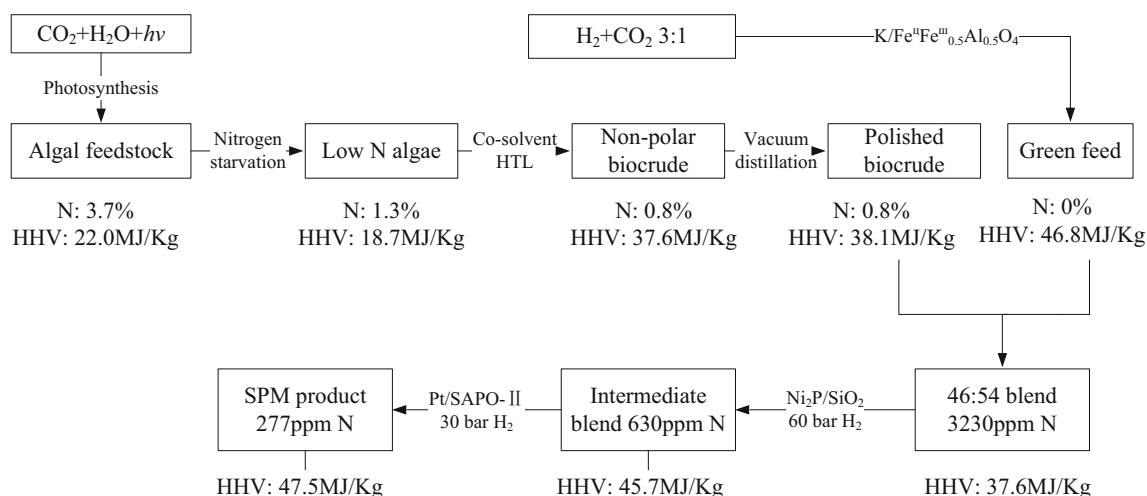 CO₂+H₂O+hv
H₂+CO₂ 3:1
K/FeᴵᴵFeᴵᴵᴵ₀.₅Al₀.₅O₄
Photosynthesis
Algal feedstock
Nitrogen
starvation
Low N algae
Co-solvent
HTL
Non-polar
biocrude
Vacuum
distillation
Polished
biocrude
Green feed
N: 3.7%
HHV: 22.0MJ/Kg
N: 1.3%
HHV: 18.7MJ/Kg
N: 0.8%
HHV: 37.6MJ/Kg
N: 0.8%
HHV: 38.1MJ/Kg
N: 0%
HHV: 46.8MJ/Kg
SPM product
277ppm N
Pt/SAPO-Ⅱ
30 bar H₂
Intermediate
blend 630ppm N
Ni₂P/SiO₂
60 bar H₂
46:54 blend
3230ppm N
HHV: 47.5MJ/Kg
HHV: 45.7MJ/Kg
HHV: 37.6MJ/Kg